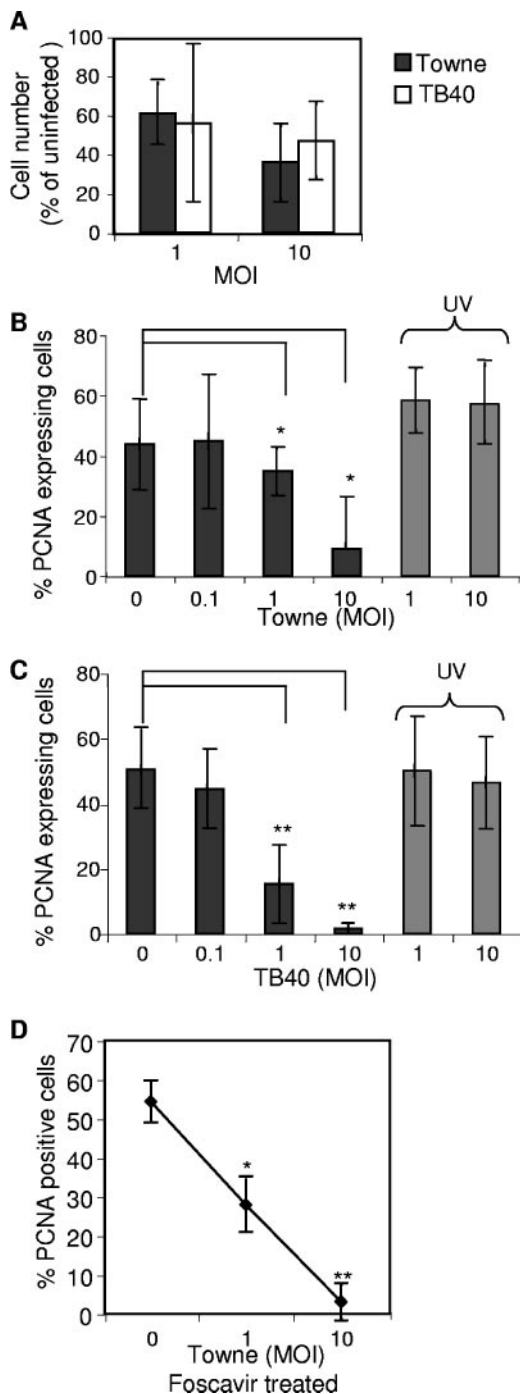 A
Cell number
(% of uninfected )
100
80
60
40
20
0
1
10
MOI
Towne
TB40
B
% PCNA expressing cells
80
60
40
20
0
*
*
UV
0
0.1
1
10
1
10
Towne (MOI)
C
% PCNA expressing cells
80
60
40
20
0
**
**
UV
0
0.1
1
10
1
10
TB40 (MOI)
D
% PCNA positive cells
70
60
50
40
30
20
10
0
*
**
0
1
10
Towne (MOI)
Foscavir treated